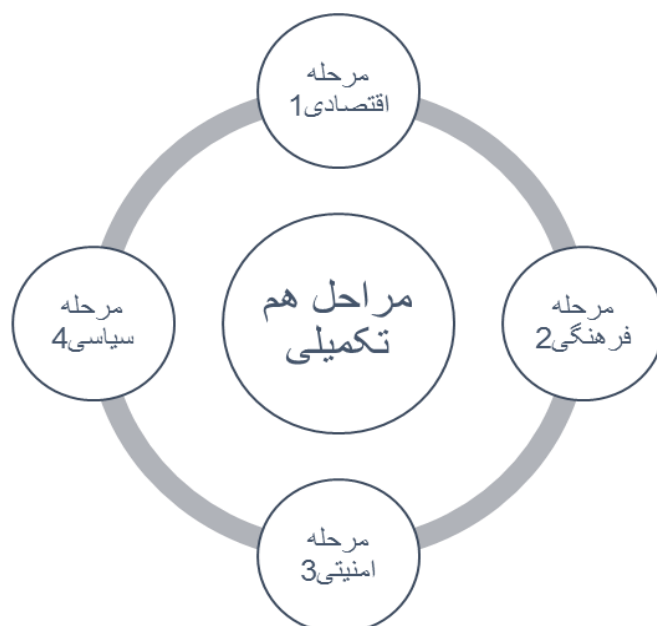 مرحله
اقتصادی1
مراحل هم
تکمیلی
مرحله
فرهنگی2
مرحله
امنیتی3
مرحله
سیاسی4